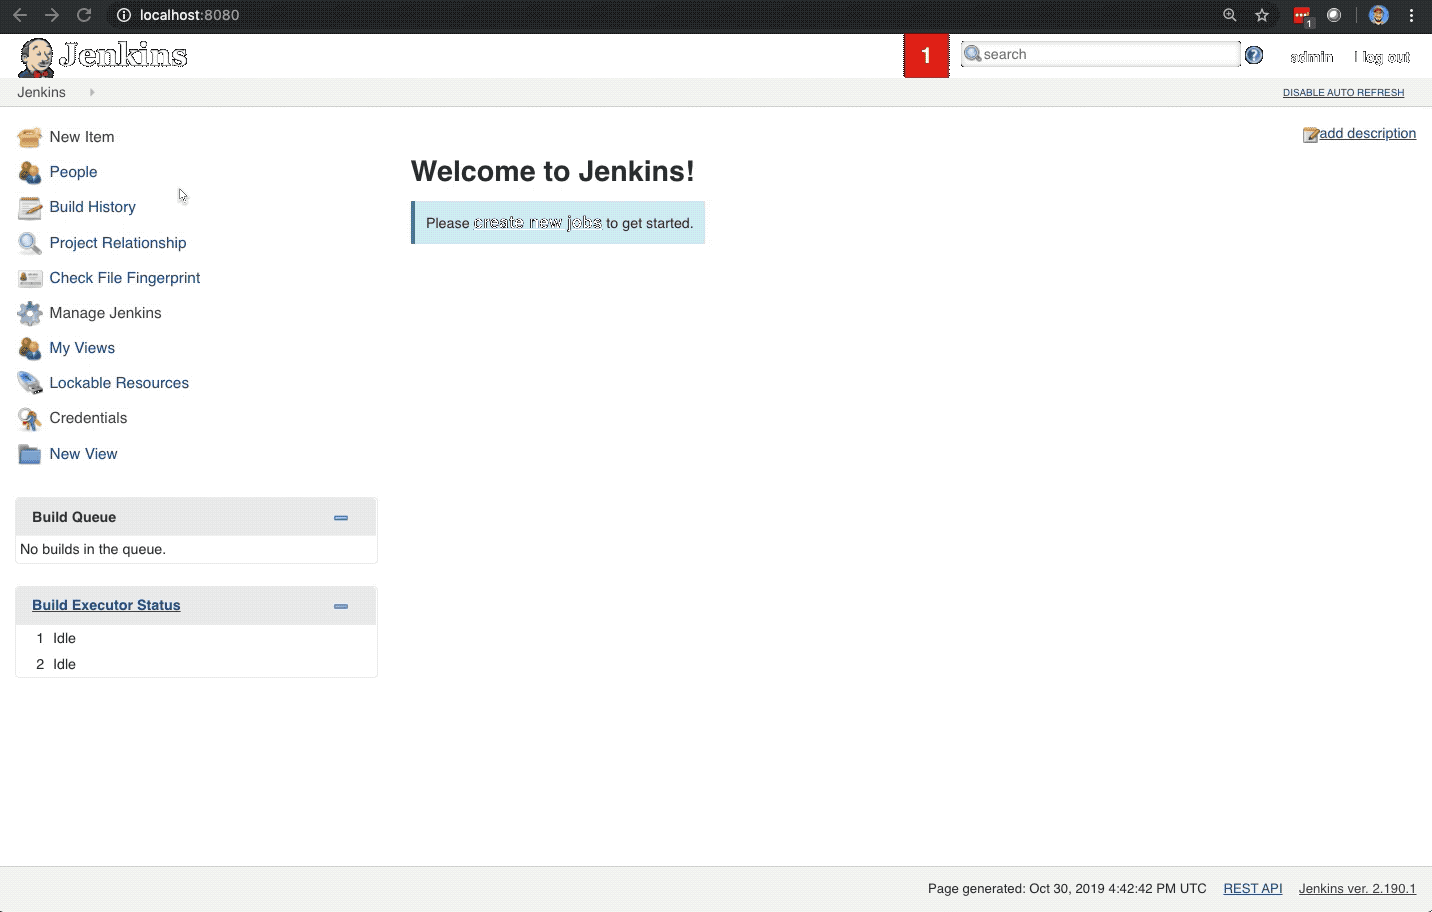 localhost:8080
1
Jenkins
1
search
admin
| log out
Jenkins
DISABLE AUTO REFRESH
New Item
add description
People
Build History
Project Relationship
Check File Fingerprint
Manage Jenkins
My Views
Lockable Resources
Credentials
New View
Welcome to Jenkins!
Please create new jobs to get started.
Build Queue
No builds in the queue.
Build Executor Status
1 Idle
2 Idle
Page generated: Oct 30, 2019 4:42:42 PM UTC REST API Jenkins ver. 2.190.1